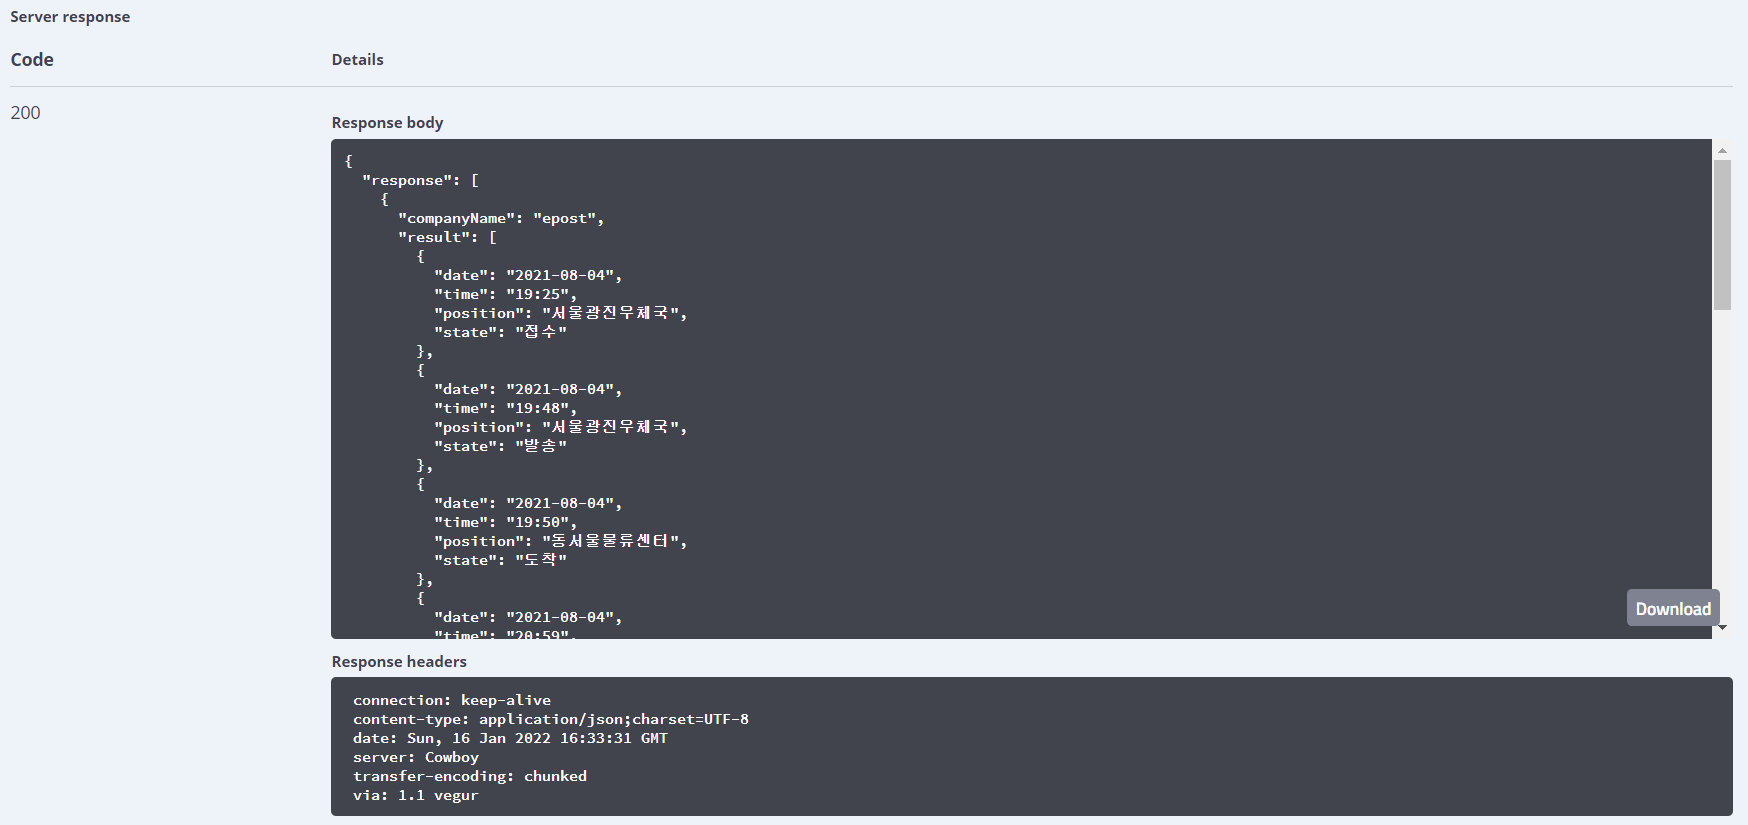 Server response
Code Details
200
Response body
{
"response": [
{
"companyName": "epost",
"result": [
{
"date": "2021-08-04",
"time": "19:25",
"position": "서울광진우체국",
"state": "접수"
},
{
"date": "2021-08-04",
"time": "19:48",
"position": "서울광진우체국",
"state": "발송"
},
{
"date": "2021-08-04",
"time": "19:50",
"position": "동서울물류센터",
"state": "도착"
},
{
"date": "2021-08-04",
"time": "20:59",
Download
Response headers
connection: keep-alive
content-type: application/json;charset=UTF-8
date: Sun, 16 Jan 2022 16:33:31 GMT
server: Cowboy
transfer-encoding: chunked
via: 1.1 vegur